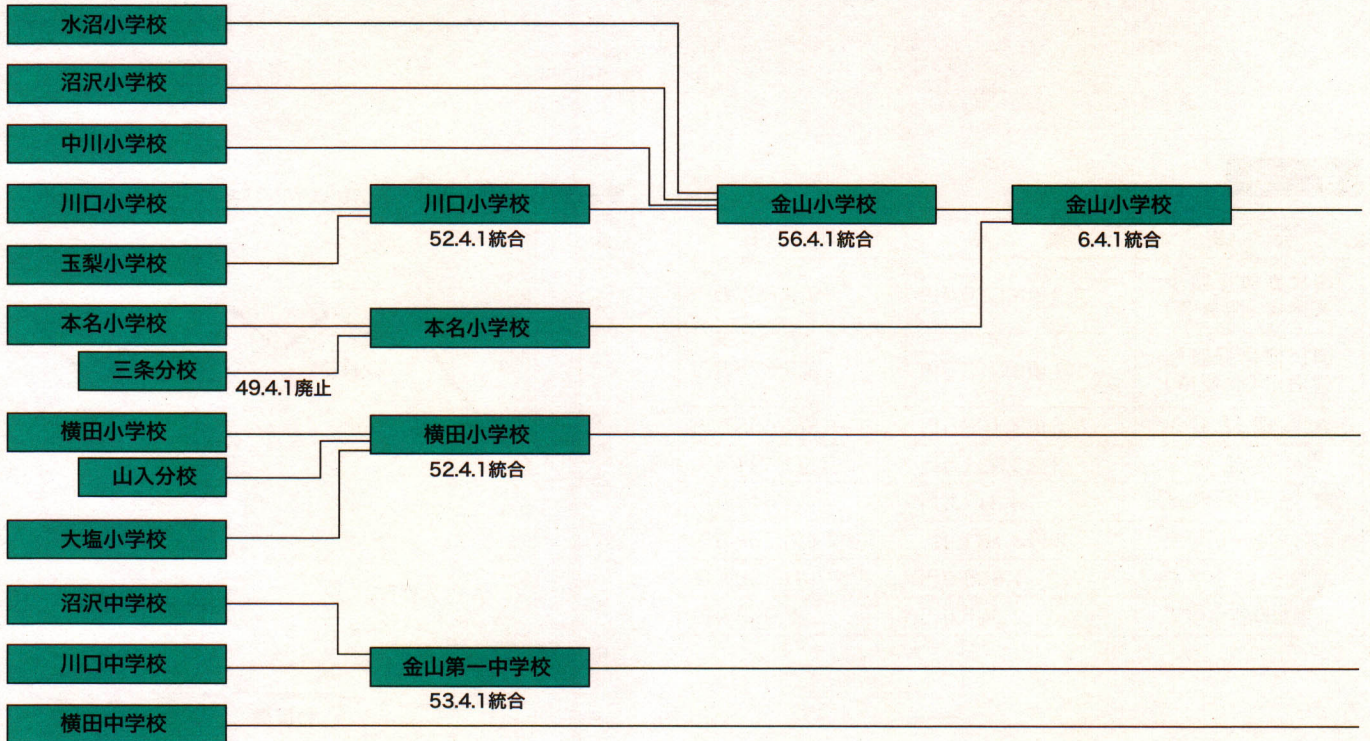 水沼小学校
沼沢小学校
中川小学校
川口小学校
川口小学校
52.4.1統合
金山小学校
56.4.1統合
金山小学校
6.4.1統合
玉梨小学校
本名小学校
本名小学校
三条分校
49.4.1廃止
横田小学校
横田小学校
52.4.1統合
山入分校
大塩小学校
沼沢中学校
川口中学校
金山第一中学校
53.4.1統合
横田中学校